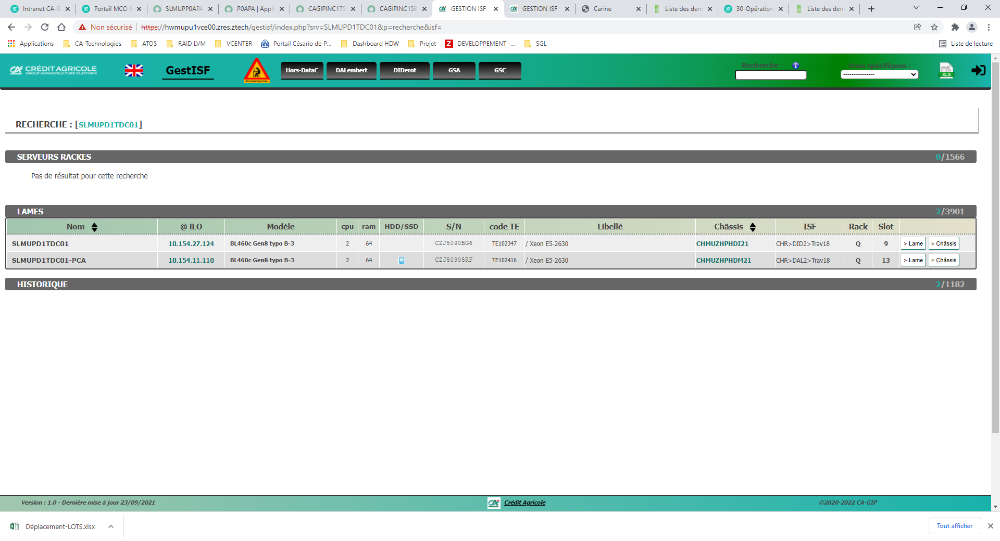 Intranet CA-G
Portail MCO &
SLMUPP0APA
P0APA | Appli
CAGIPINC175
CAGIPINC158
GESTION ISF
GESTION ISF
Carine
Liste des dem
30-Opération
Liste des dem
Non sécurisé
https://hwmupu1vce00.zres.ztech/gestisf/index.php?srv=SLMUPD1TDC01&p=recherche&isf=
Applications
CA-Technologies
ATOS
RAID LVM
VCENTER
Portail Césario de P...
Dashboard HDW
Projet
Z DEVELOPPEMENT -...
SGL
Liste de lecture
CRÉDIT AGRICOLE
GROUP INFRASTRUCTURE PLATFORM
GestISF
EN CONSTRUCTION
Hors-DataC
DALembert
DIDerot
GSA
GSC
Recherche :
Vues spécifiques :
---------------
XLS
RECHERCHE : [SLMUPD1TDC01]
SERVEURS RACKES 0/1566
Pas de résultat pour cette recherche
LAMES 2/3901
Nom @ iLO Modèle cpu ram HDD/SSD S/N code TE Libellé Châssis ISF Rack Slot
SLMUPD1TDC01 10.154.27.124 BL460c Gen8 typo B-3 2 64 CZJ5090BG6 TE102347 / Xeon E5-2630 CHMUZHPHDI21 CHR>DID2>Trav18 Q 9 > Lame > Châssis
SLMUPD1TDC01-PCA 10.154.11.110 BL460c Gen8 typo B-3 2 64 CZJ50905RF TE102416 / Xeon E5-2630 CHMUZHPHDM21 CHR>DAL2>Trav18 Q 13 > Lame > Châssis
HISTORIQUE 2/1182
Version : 1.0 - Dernière mise à jour 23/09/2021
Crédit Agricole
©2020-2022 CA-GIP
Déplacement-LOTS.xlsx
Tout afficher